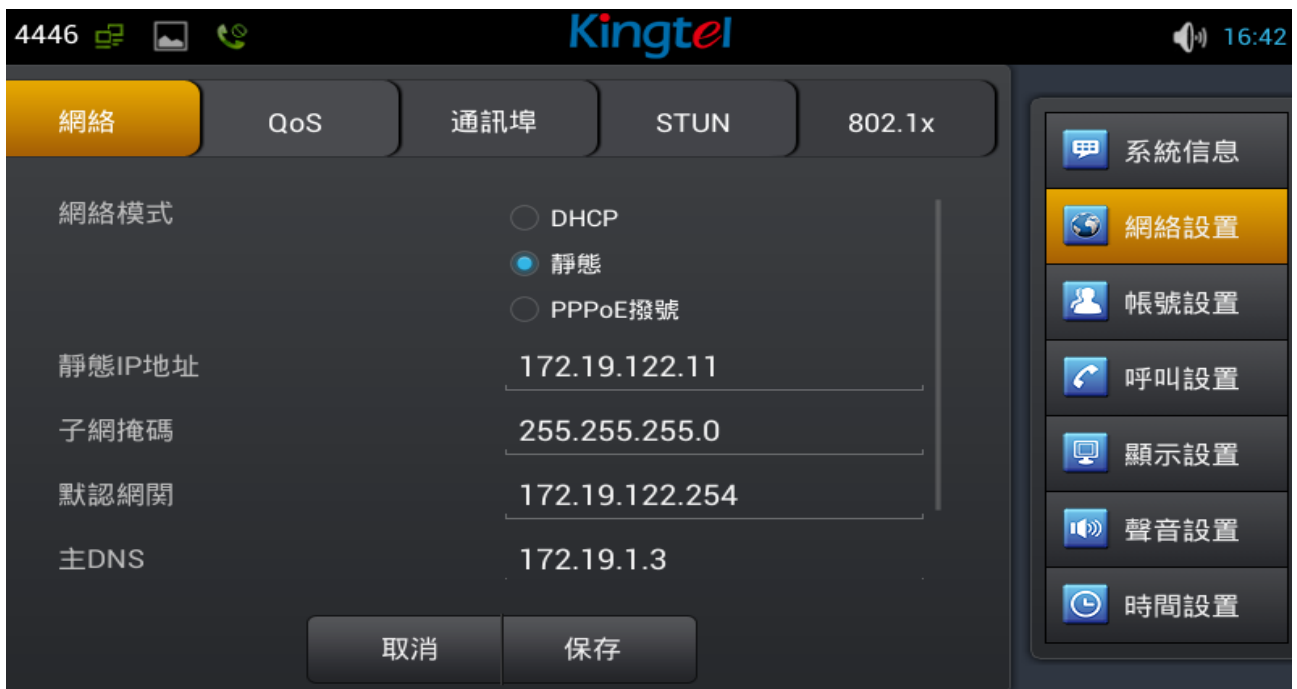 4446
Kingtel
16:42
網絡
QoS
通訊埠
STUN
802.1x
網絡模式
DHCP
靜態
PPPoE撥號
靜態IP地址
172.19.122.11
子網掩碼
255.255.255.0
默認網関
172.19.122.254
主DNS
172.19.1.3
取消
保存
系統信息
網絡設置
帳號設置
呼叫設置
顯示設置
聲音設置
時間設置